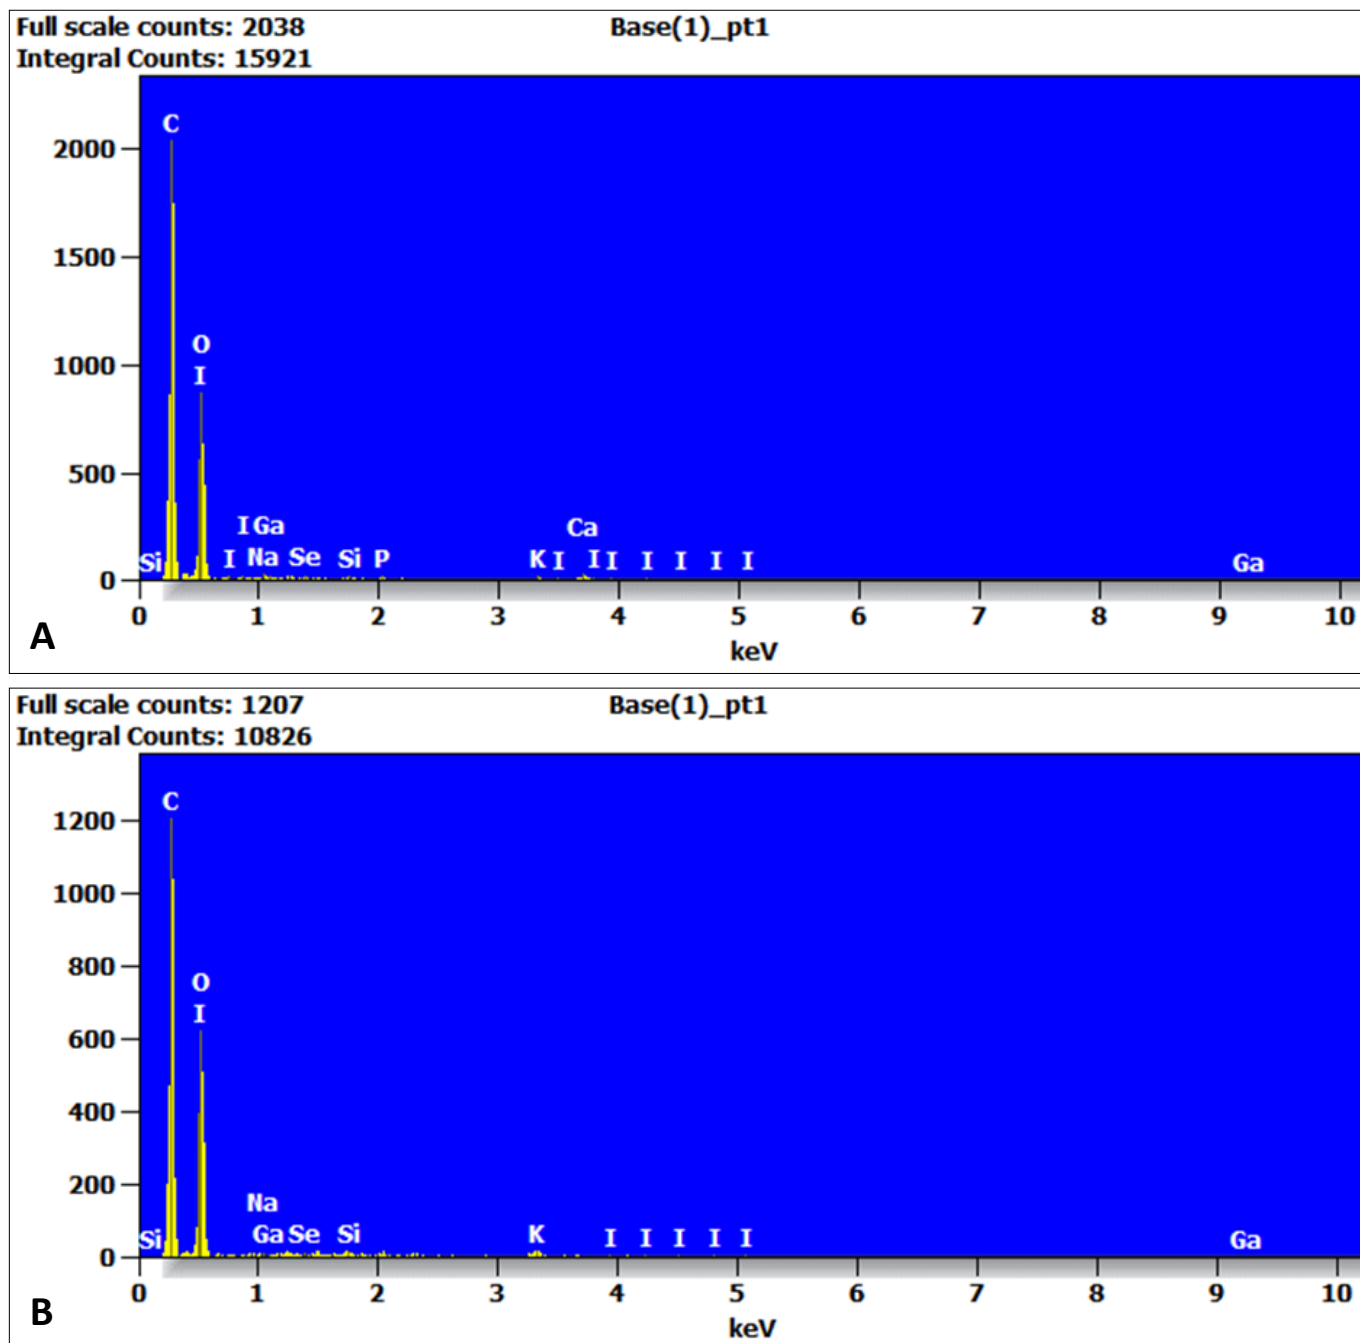 Full scale counts: 2038 Base(1)_pt1
Integral Counts: 15921
C
2000
1500
O
1000
I
500
I Ga Ca
Si I Na Se Si P K I I I I I I I Ga
0
0 1 2 3 4 5 6 7 8 9 10
A
keV
Full scale counts: 1207 Base(1)_pt1
Integral Counts: 10826
C
1200
1000
800
O
I
600
400
200
Na
Si Ga Se Si K I I I I I Ga
0
0 1 2 3 4 5 6 7 8 9 10
B
keV